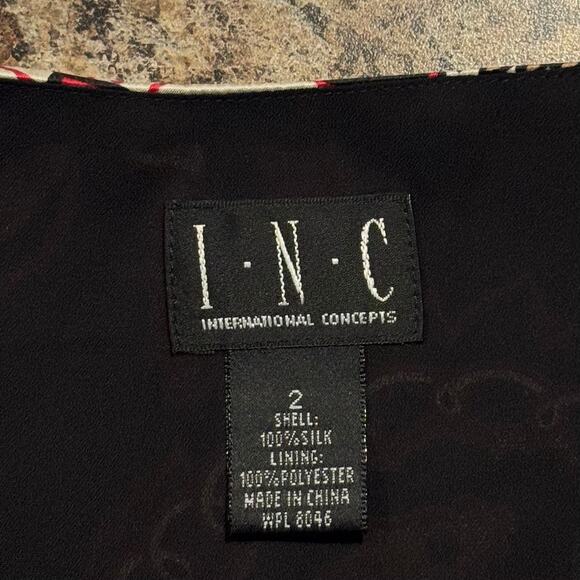 I·N·C
INTERNATIONAL CONCEPTS
2
SHELL:
100%SILK
LINING:
100%POLYESTER
MADE IN CHINA
WPL 8046